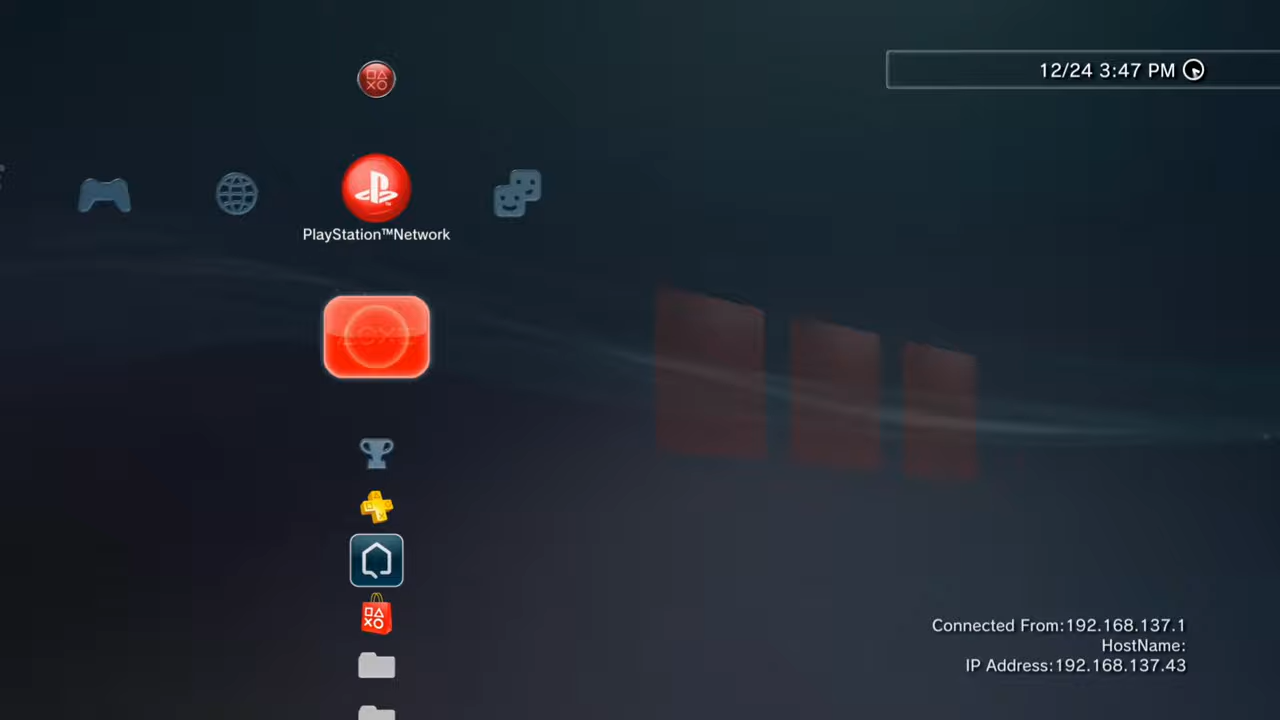 12/24 3:47 PM
PlayStation™Network
Connected From:192.168.137.1
HostName:
IP Address:192.168.137.43